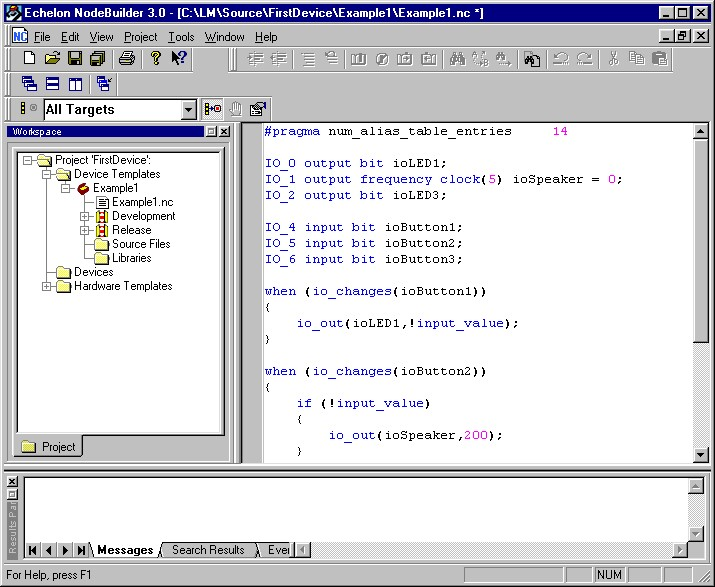 Echelon NodeBuilder 3.0 - [C:\LM\Source\FirstDevice\Example1\Example1.nc *]
NC File Edit View Project Tools Window Help
All Targets
Workspace
Project 'FirstDevice':
Device Templates
Example1
Example1.nc
Development
Release
Source Files
Libraries
Devices
Hardware Templates
Project
#pragma num_alias_table_entries 14
IO_0 output bit ioLED1;
IO_1 output frequency clock(5) ioSpeaker = 0;
IO_2 output bit ioLED3;
IO_4 input bit ioButton1;
IO_5 input bit ioButton2;
IO_6 input bit ioButton3;
when (io_changes(ioButton1))
{
io_out(ioLED1,!input_value);
}
when (io_changes(ioButton2))
{
if (!input_value)
{
io_out(ioSpeaker,200);
}
Results Pa
Messages Search Results Eve
For Help, press F1 NUM